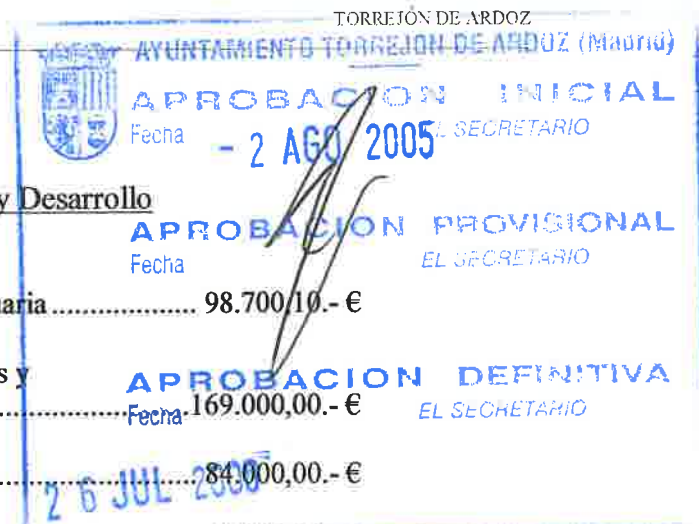 TORREJÓN DE ARDOZ
AYUNTAMIENTO TORREJON DE ARDOZ (Madrid)
APROBACION INICIAL
Fecha - 2 AGO 2005 EL SECRETARIO
y Desarrollo
APROBACION PROVISIONAL
Fecha EL SECRETARIO
uaria .................... 98.700,10.- €
s y
APROBACION DEFINITIVA
....................Fecha.169.000,00.- € EL SECRETARIO
....................84.000,00.- €
26 JUL